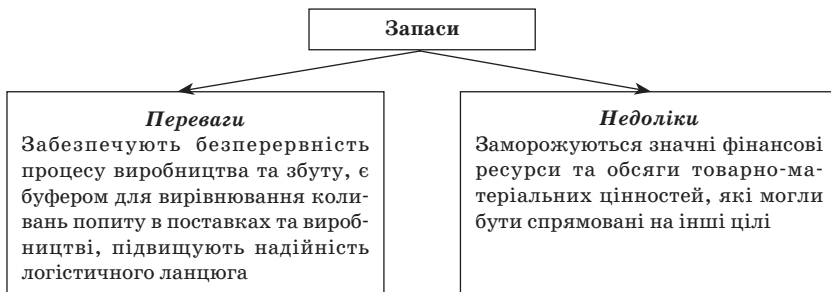 Запаси
Переваги
Забезпечують безперервність
процесу виробництва та збуту, є
буфером для вирівнювання коли-
вань попиту в поставках та вироб-
ництві, підвищують надійність
логістичного ланцюга
Недоліки
Заморожуються значні фінансові
ресурси та обсяги товарно-ма-
теріальних цінностей, які могли
бути спрямовані на інші цілі